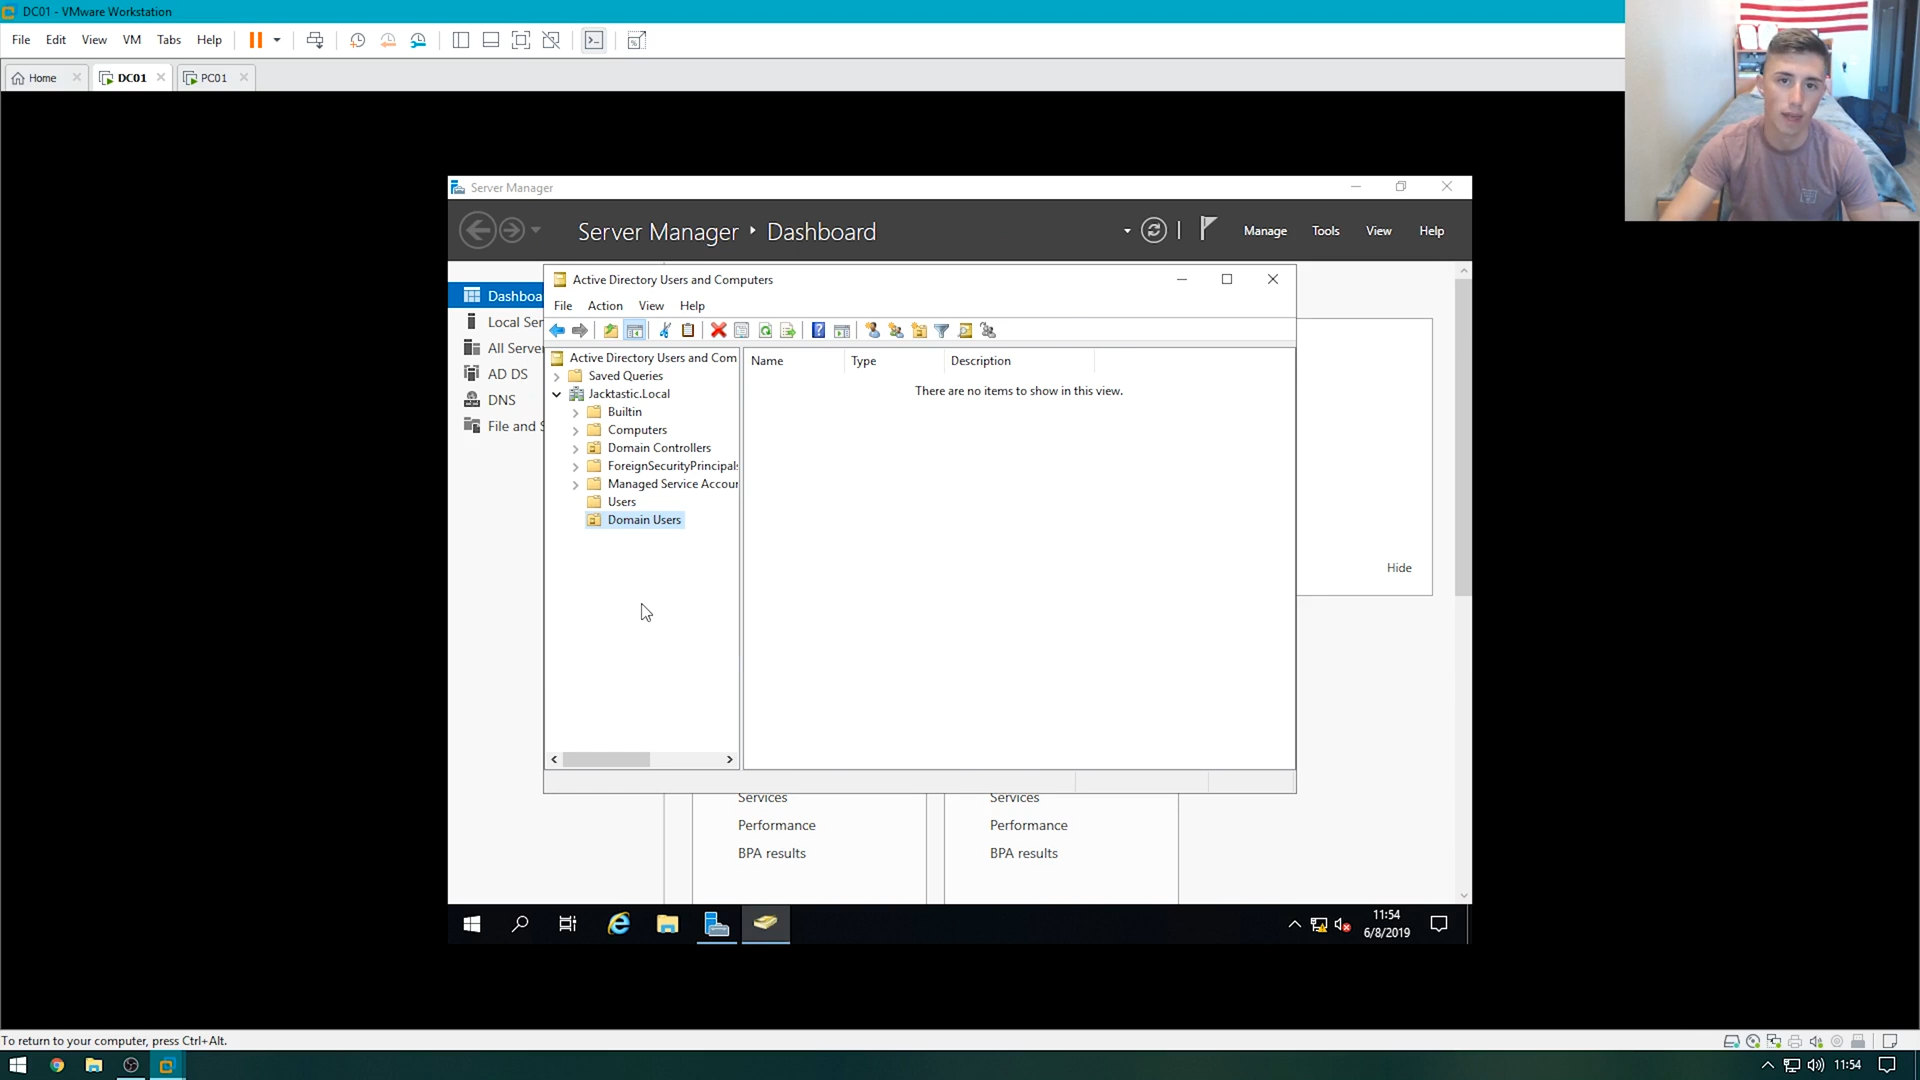 DC01 - VMware Workstation
File Edit View VM Tabs Help
Home DC01 PC01
Server Manager
Server Manager Dashboard Manage Tools View Help
Active Directory Users and Computers
File Action View Help
Dashboa
Local Ser
All Serve
AD DS
DNS
File and S
Active Directory Users and Com
Saved Queries
Jacktastic.Local
Builtin
Computers
Domain Controllers
ForeignSecurityPrincipals
Managed Service Accour
Users
Domain Users
Name Type Description
There are no items to show in this view.
Hide
Services Services
Performance Performance
BPA results BPA results
11:54
6/8/2019
To return to your computer, press Ctrl+Alt.
11:54